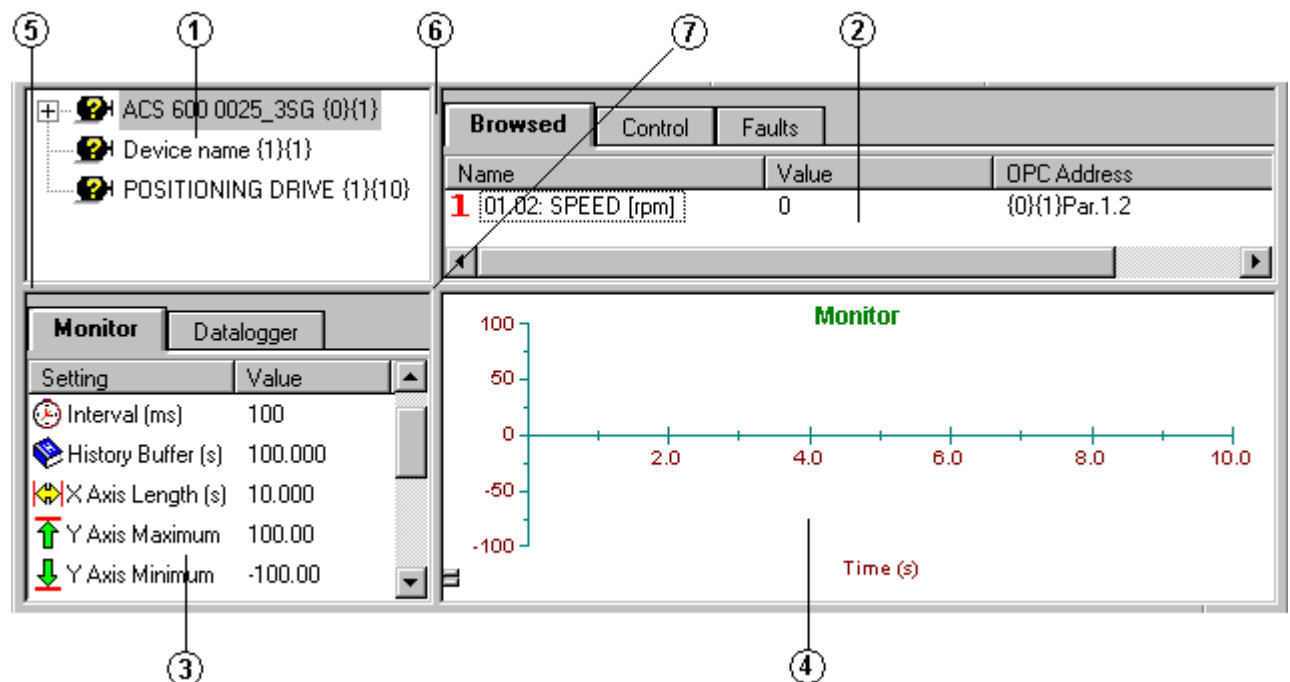 5 1 6 7 2
ACS 600 0025_3SG {0}{1}
Device name {1}{1}
POSITIONING DRIVE {1}{10}
Browsed Control Faults
Name Value OPC Address
1 01.02: SPEED [rpm] 0 {0}{1}Par.1.2
Monitor Datalogger
Setting Value
Interval (ms) 100
History Buffer (s) 100.000
X Axis Length (s) 10.000
Y Axis Maximum 100.00
Y Axis Minimum -100.00
Monitor
100
50
0
-50
-100
2.0 4.0 6.0 8.0 10.0
Time (s)
3 4